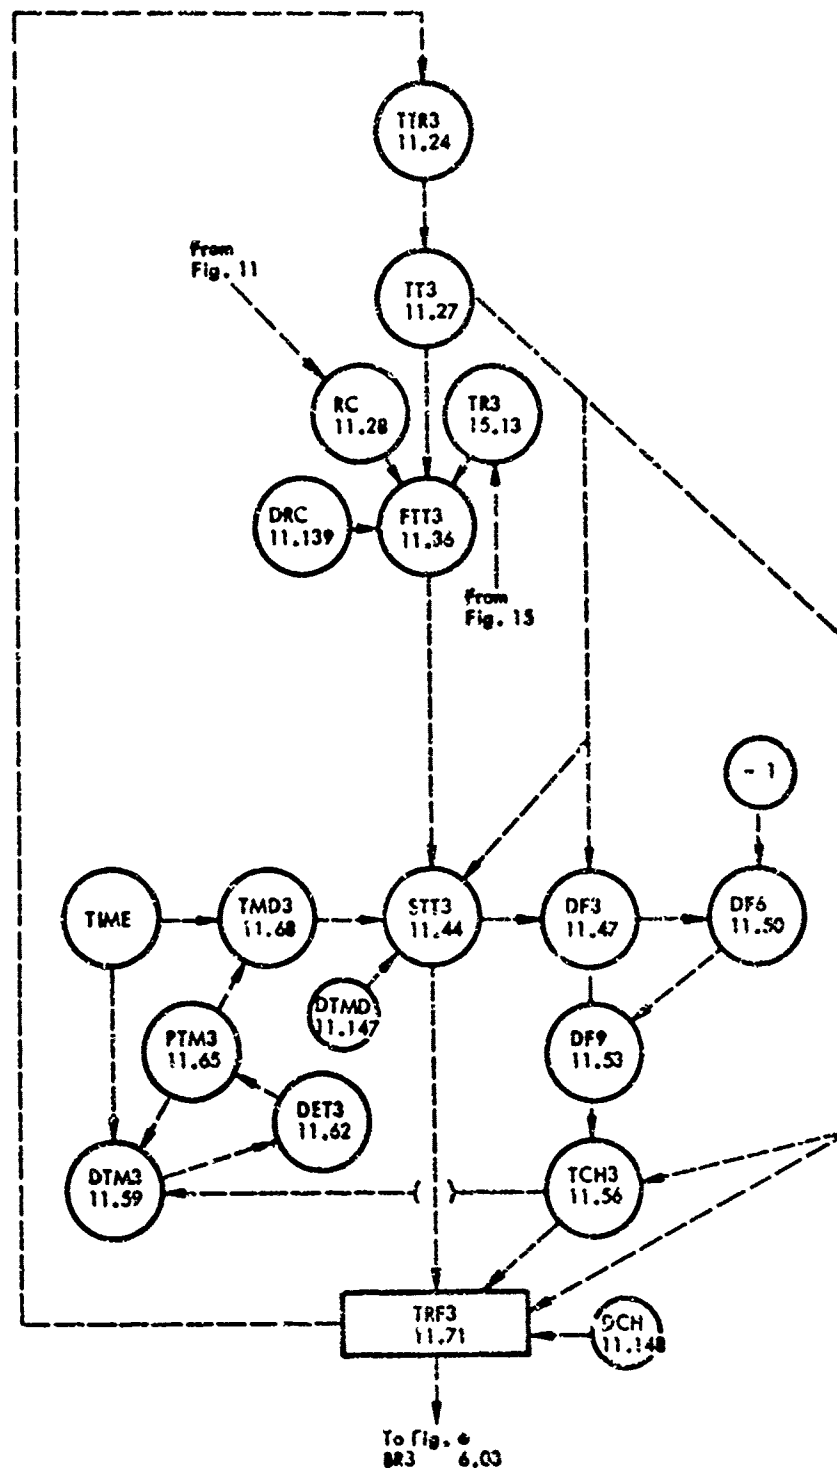 TTR3
11.24
From
Fig. 11
TT3
11.27
RC
11.28
TR3
15.13
DRC
11.139
FTT3
11.36
From
Fig. 15
- 1
TIME
TMD3
11.68
STT3
11.44
DF3
11.47
DF6
11.50
DTMD
11.147
PTM3
11.65
DF9
11.53
DET3
11.62
DTM3
11.59
TCH3
11.56
TRF3
11.71
DCH
11.148
To Fig.
BR3 6.03